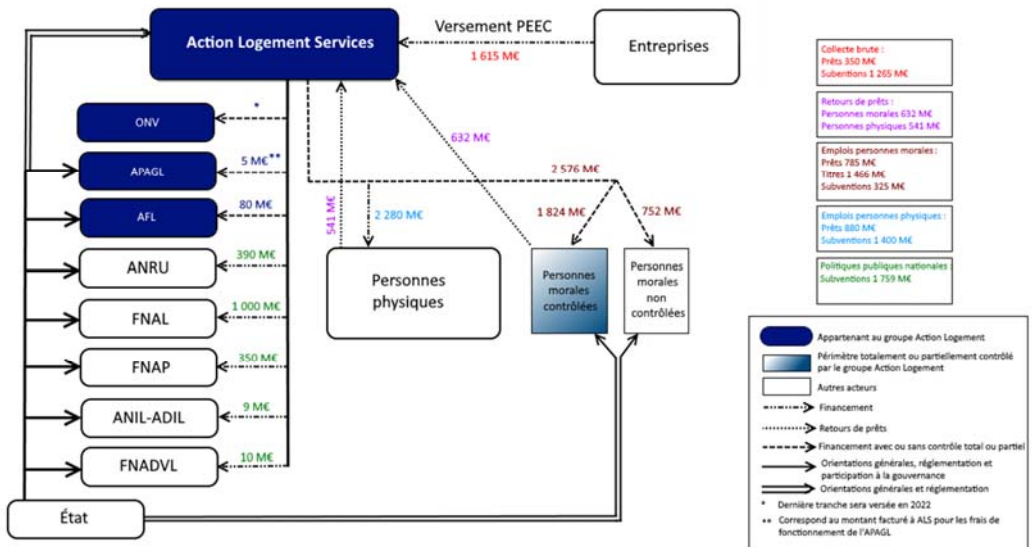 Action Logement Services
Versement PEEC
1 615 M€
Entreprises
ONV
*
APAGL
5 M€**
AFL
80 M€
ANRU
390 M€
FNAL
1 000 M€
FNAP
350 M€
ANIL-ADIL
9 M€
FNADVL
10 M€
État
541 M€
2 280 M€
Personnes
physiques
632 M€
2 576 M€
1 824 M€
752 M€
Personnes
morales
contrôlées
Personnes
morales
non
contrôlées
Collecte brute :
Prêts 350 M€
Subentions 1 265 M€
Retours de prêts :
Personnes morales 632 M€
Personnes physiques 541 M€
Emplois personnes morales :
Prêts 785 M€
Titres 1 466 M€
Subventions 325 M€
Emplois personnes physiques :
Prêts 880 M€
Subventions 1 400 M€
Politiques publiques nationales :
Subventions 1 759 M€
Appartenant au groupe Action Logement
Périmètre totalement ou partiellement contrôlé
par le groupe Action Logement
Autres acteurs
Financement
Retours de prêts
Financement avec ou sans contrôle total ou partiel
Orientations générales, réglementation et
participation à la gouvernance
Orientations générales et réglementation
* Dernière tranche sera versée en 2022
** Correspond au montant facturé à ALS pour les frais de
fonctionnement de l'APAGL